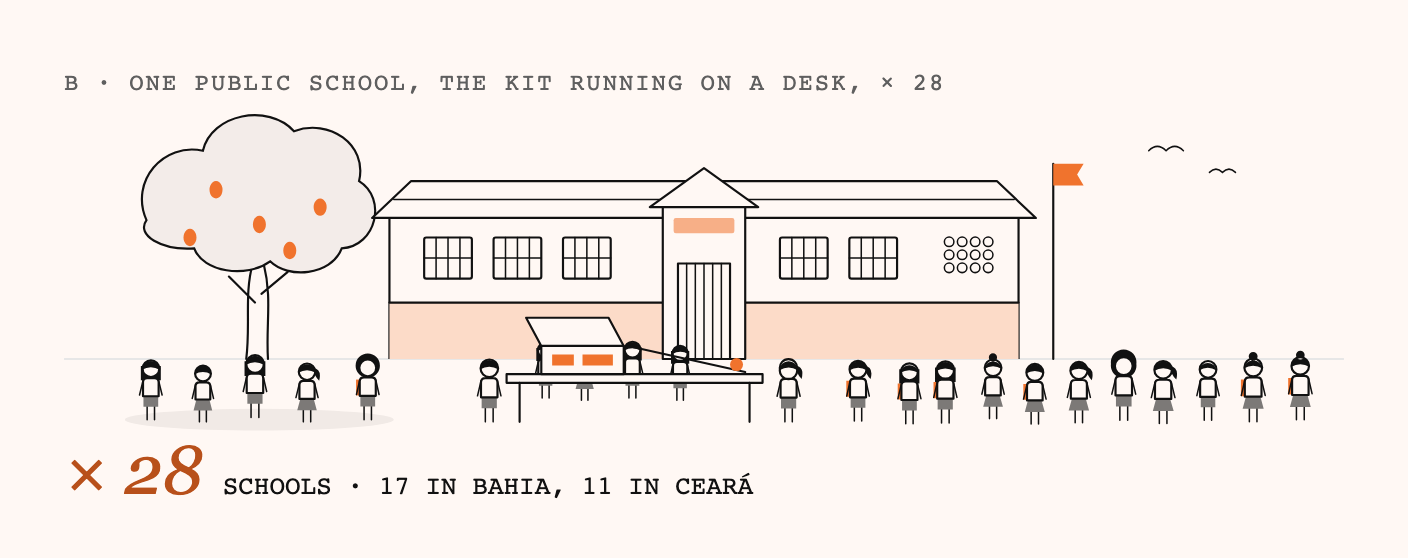 B · ONE PUBLIC SCHOOL, THE KIT RUNNING ON A DESK, × 28
× 28 SCHOOLS · 17 IN BAHIA, 11 IN CEARÁ